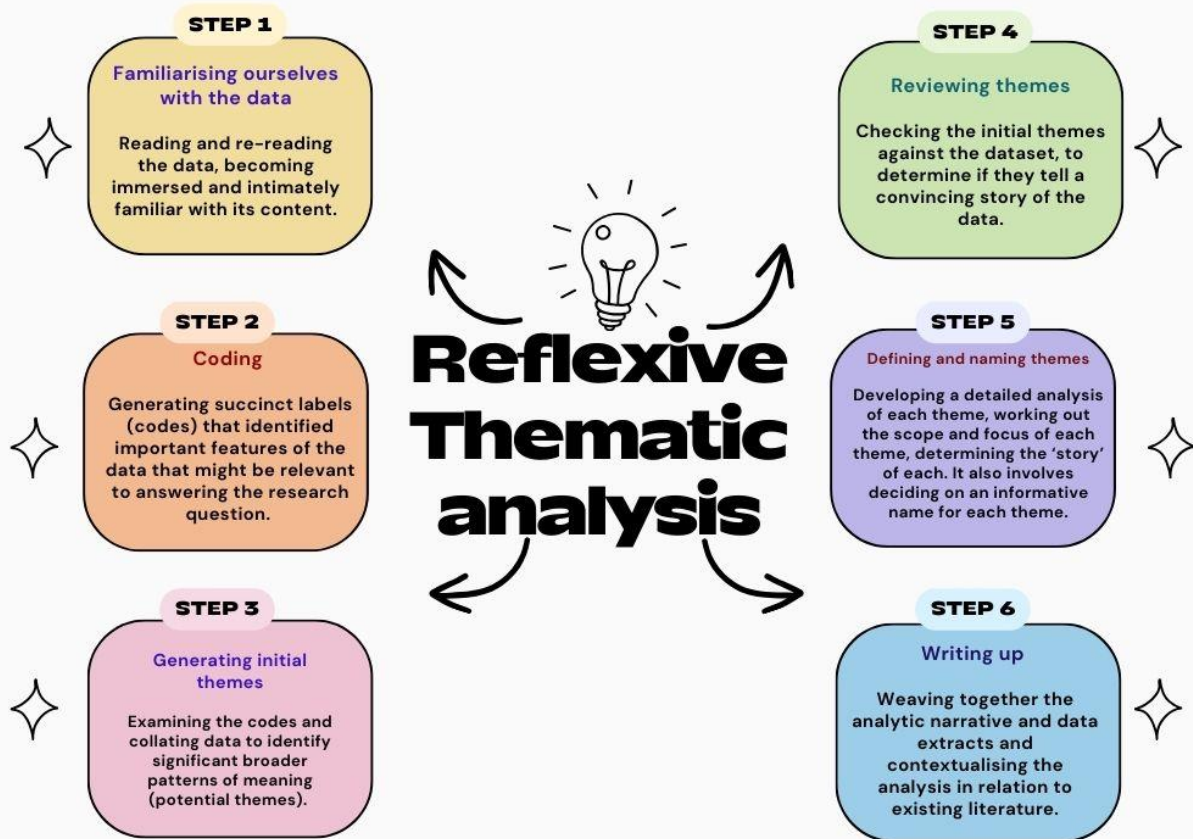 STEP 1
Familiarising ourselves
with the data
Reading and re-reading
the data, becoming
immersed and intimately
familiar with its content.
STEP 2
Coding
Generating succinct labels
(codes) that identified
important features of the
data that might be relevant
to answering the research
question.
STEP 3
Generating initial
themes
Examining the codes and
collating data to identify
significant broader
patterns of meaning
(potential themes).
Reflexive
Thematic
analysis
STEP 4
Reviewing themes
Checking the initial themes
against the dataset, to
determine if they tell a
convincing story of the
data.
STEP 5
Defining and naming themes
Developing a detailed analysis
of each theme, working out
the scope and focus of each
theme, determining the ‘story’
of each. It also involves
deciding on an informative
name for each theme.
STEP 6
Writing up
Weaving together the
analytic narrative and data
extracts and
contextualising the
analysis in relation to
existing literature.